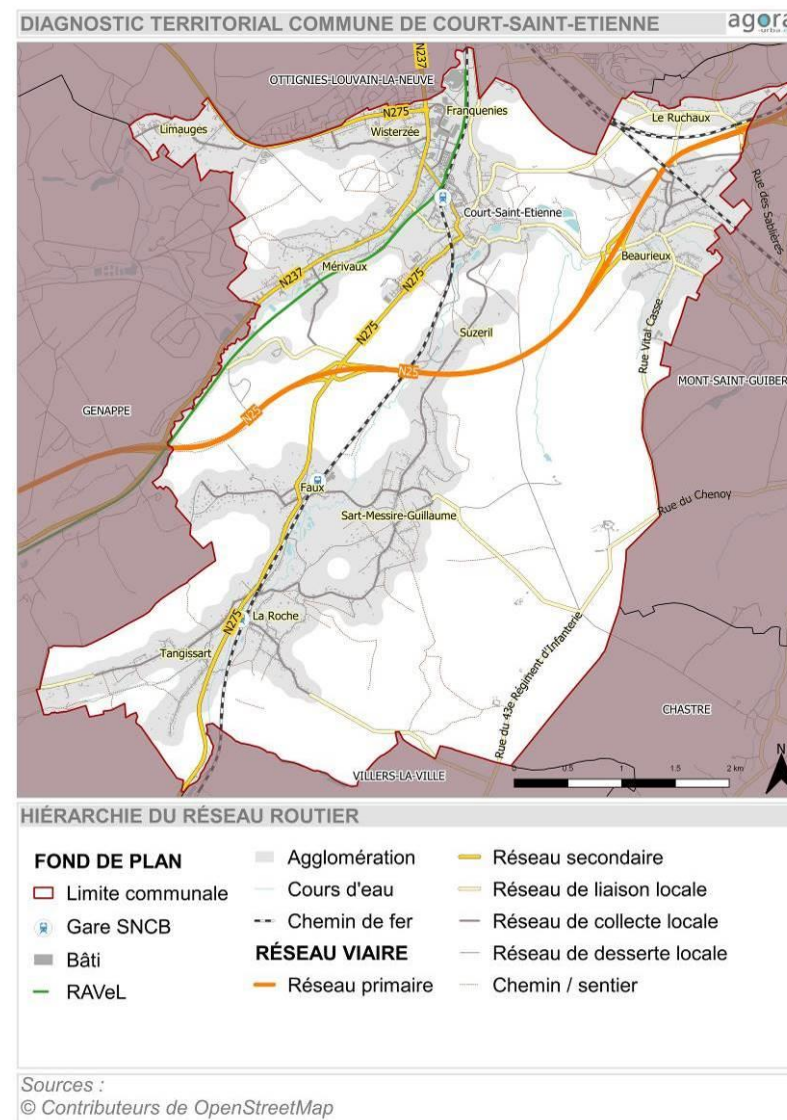 DIAGNOSTIC TERRITORIAL COMMUNE DE COURT-SAINT-ETIENNE
agora
OTTIGNIES-LOUVAIN-LA-NEUVE
N237
N275
Franquenies
Le Ruchaux
Limauges
Wisterzée
Rue des Sablières
Court-Saint-Etienne
Beaurieux
Mérivaux
N237
N275
Suzeril
Rue Vital Casse
N25
MONT-SAINT-GUIBER
GENAPPE
N25
Faux
Rue du Chenoy
Sart-Messire-Guillaume
La Roche
N275
Tangissart
Rue du 43e Régiment d'Infanterie
CHASTRE
VILLERS-LA-VILLE
N
0 0.5 1 1.5 2 km
HIÉRARCHIE DU RÉSEAU ROUTIER
FOND DE PLAN
Limite communale
Gare SNCB
Bâti
RAVeL
Agglomération
Cours d'eau
Chemin de fer
RÉSEAU VIAIRE
Réseau primaire
Réseau secondaire
Réseau de liaison locale
Réseau de collecte locale
Réseau de desserte locale
Chemin / sentier
Sources :
© Contributeurs de OpenStreetMap